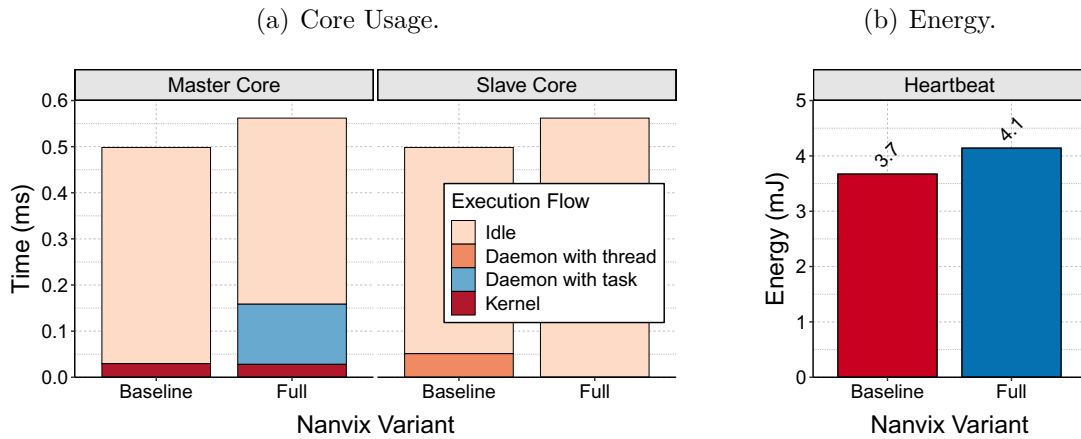 (a) Core Usage.
Master Core
Slave Core
Time (ms)
0.6
0.5
0.4
0.3
0.2
0.1
0.0
Execution Flow
Idle
Daemon with thread
Daemon with task
Kernel
Baseline
Full
Baseline
Full
Nanvix Variant
(b) Energy.
Heartbeat
Energy (mJ)
5
4
3
2
1
0
3.7
4.1
Baseline
Full
Nanvix Variant